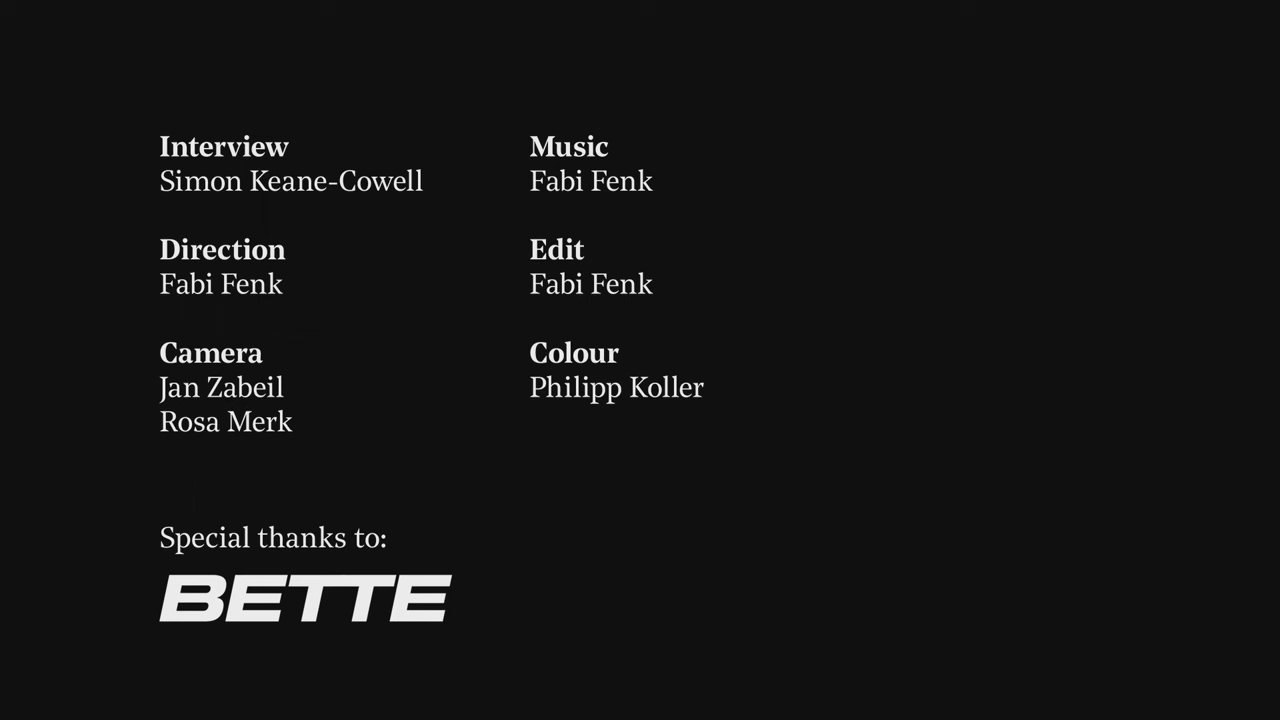 Interview
Simon Keane-Cowell
Direction
Fabi Fenk
Camera
Jan Zabeil
Rosa Merk
Music
Fabi Fenk
Edit
Fabi Fenk
Colour
Philipp Koller
Special thanks to:
BETTE